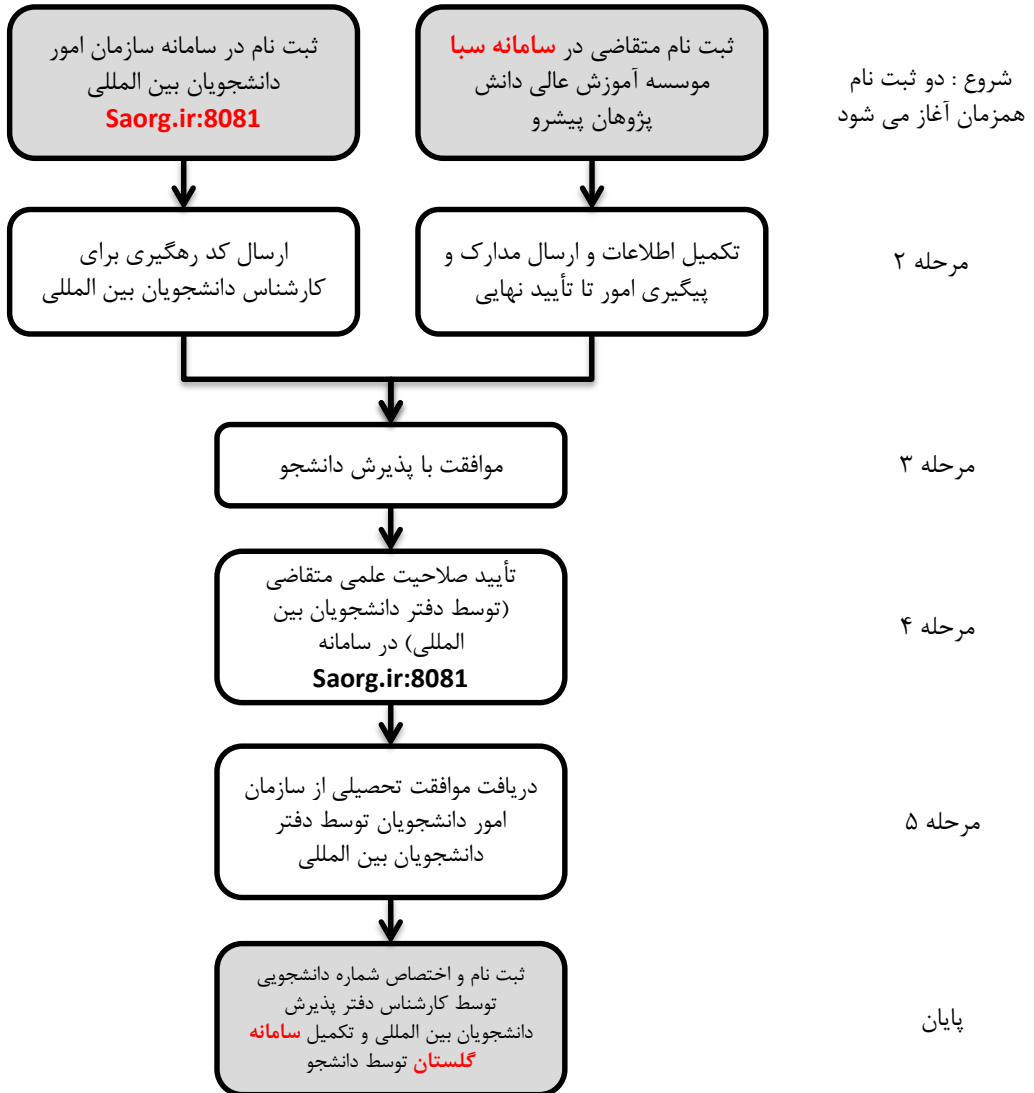 شروع : دو ثبت نام
همزمان آغاز می شود
ثبت نام متقاضی در سامانه سبا
موسسه آموزش عالی دانش
پژوهان پیشرو
ثبت نام در سامانه سازمان امور
دانشجویان بین المللی
Saorg.ir:8081
مرحله ۲
تکمیل اطلاعات و ارسال مدارک و
پیگیری امور تا تأیید نهایی
ارسال کد رهگیری برای
کارشناس دانشجویان بین المللی
مرحله ۳
موافقت با پذیرش دانشجو
مرحله ۴
تأیید صلاحیت علمی متقاضی
(توسط دفتر دانشجویان بین
المللی) در سامانه
Saorg.ir:8081
مرحله ۵
دریافت موافقت تحصیلی از سازمان
امور دانشجویان توسط دفتر
دانشجویان بین المللی
پایان
ثبت نام و اختصاص شماره دانشجویی
توسط کارشناس دفتر پذیرش
دانشجویان بین المللی و تکمیل سامانه
گلستان توسط دانشجو